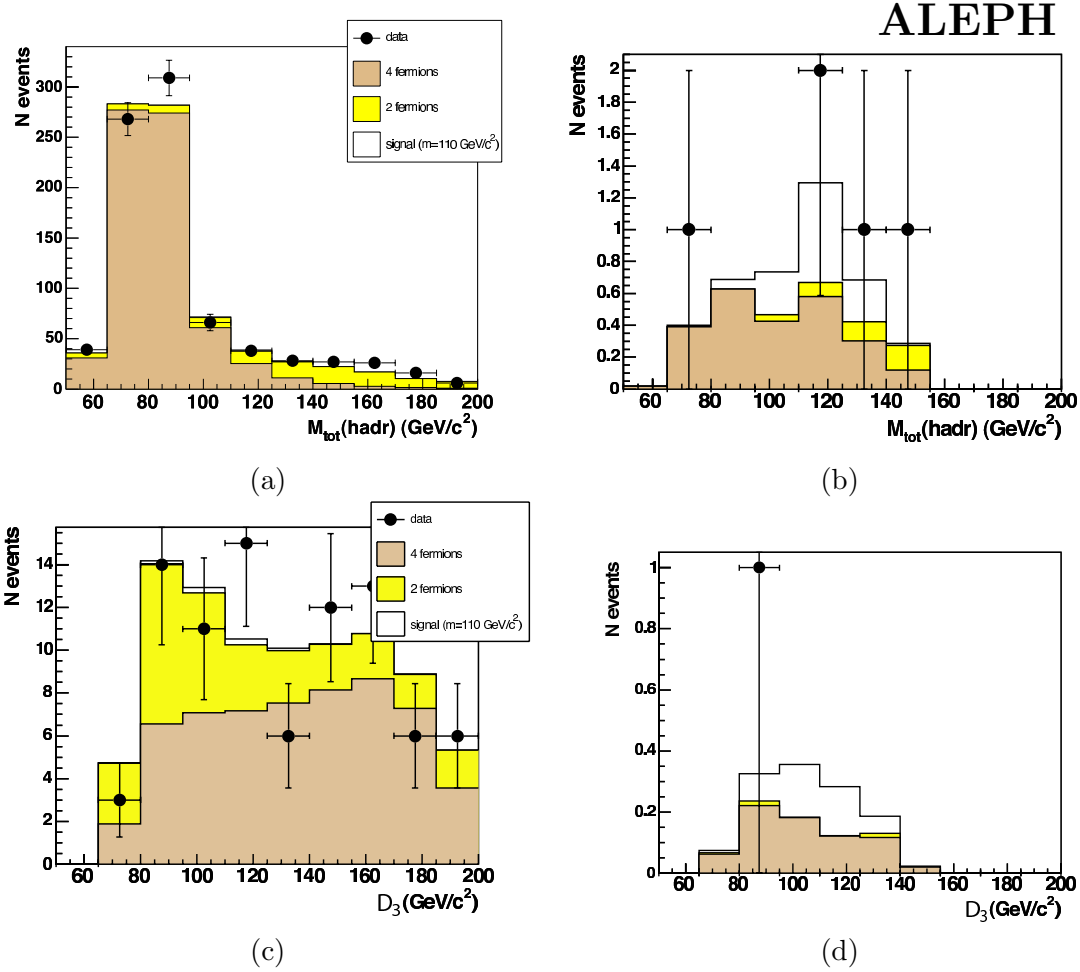 ALEPH
N events
300
250
200
150
100
50
0
60 80 100 120 140 160 180 200
M_tot(hadr) (GeV/c²)
data
4 fermions
2 fermions
signal (m=110 GeV/c²)
(a)
N events
2
1.8
1.6
1.4
1.2
1
0.8
0.6
0.4
0.2
0
60 80 100 120 140 160 180 200
M_tot(hadr) (GeV/c²)
(b)
N events
14
12
10
8
6
4
2
0
60 80 100 120 140 160 180 200
D₃(GeV/c²)
data
4 fermions
2 fermions
signal (m=110 GeV/c²)
(c)
N events
1
0.8
0.6
0.4
0.2
0
60 80 100 120 140 160 180 200
D₃(GeV/c²)
(d)